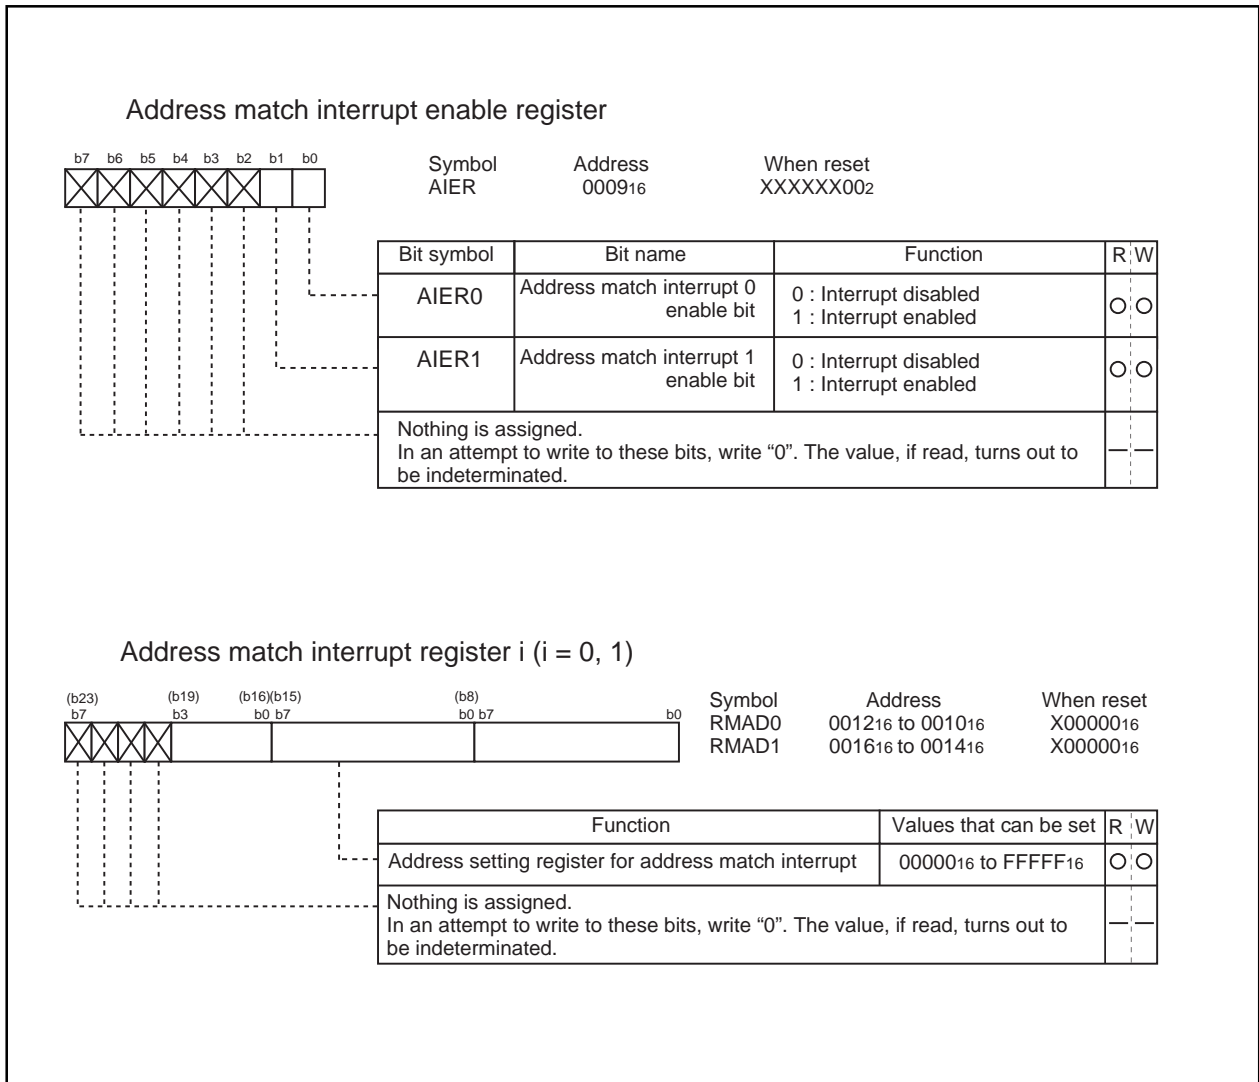 Address match interrupt enable register
b7 b6 b5 b4 b3 b2 b1 b0
Symbol Address When reset
AIER 000916 XXXXXX002
Bit symbol Bit name Function R W
AIER0 Address match interrupt 0 enable bit 0 : Interrupt disabled
1 : Interrupt enabled
AIER1 Address match interrupt 1 enable bit 0 : Interrupt disabled
1 : Interrupt enabled
Nothing is assigned.
In an attempt to write to these bits, write “0”. The value, if read, turns out to
be indeterminated.
Address match interrupt register i (i = 0, 1)
(b23) (b19) (b16)(b15) (b8)
b7 b3 b0 b7 b0 b7 b0
Symbol Address When reset
RMAD0 001216 to 001016 X0000016
RMAD1 001616 to 001416 X0000016
Function Values that can be set R W
Address setting register for address match interrupt 0000016 to FFFFF16
Nothing is assigned.
In an attempt to write to these bits, write “0”. The value, if read, turns out to
be indeterminated.